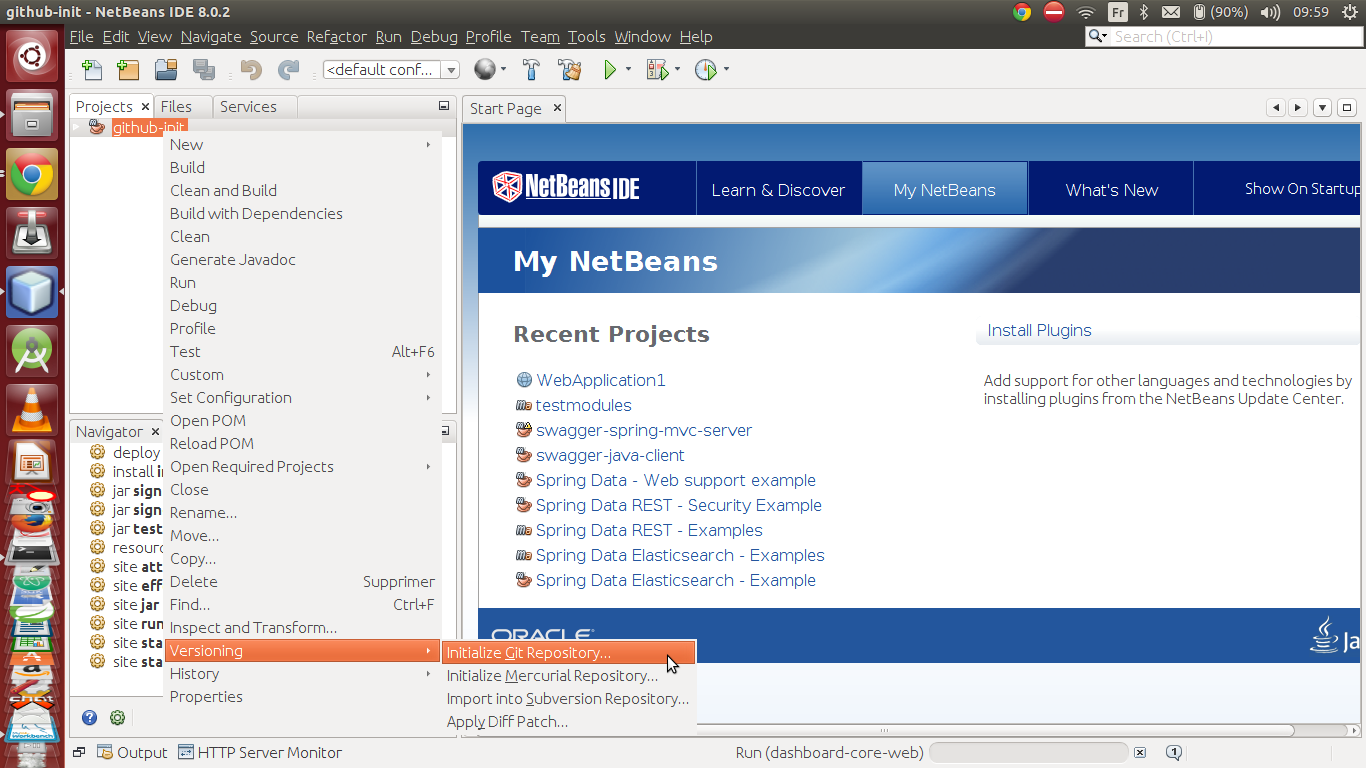 github-init - NetBeans IDE 8.0.2
Fr
(90%)
09:59
File Edit View Navigate Source Refactor Run Debug Profile Team Tools Window Help
Search (Ctrl+I)
<default conf...
Projects
Files
Services
github-init
New
Build
Clean and Build
Build with Dependencies
Clean
Generate Javadoc
Run
Debug
Profile
Test Alt+F6
Custom
Set Configuration
Open POM
Reload POM
Open Required Projects
Close
Rename...
Move...
Copy...
Delete Supprimer
Find... Ctrl+F
Inspect and Transform...
Versioning
History
Properties
Initialize Git Repository...
Initialize Mercurial Repository...
Import into Subversion Repository...
Apply Diff Patch...
Navigator
deploy
install
jar sign
jar sign
jar test
site
site
site jar
site
site
site
Start Page
NetBeans IDE
Learn & Discover
My NetBeans
What's New
Show On Startup
My NetBeans
Recent Projects
WebApplication1
testmodules
swagger-spring-mvc-server
swagger-java-client
Spring Data - Web support example
Spring Data REST - Security Example
Spring Data REST - Examples
Spring Data Elasticsearch - Examples
Spring Data Elasticsearch - Example
Install Plugins
Add support for other languages and technologies by
installing plugins from the NetBeans Update Center.
ORACLE
Output
HTTP Server Monitor
Run (dashboard-core-web)
1